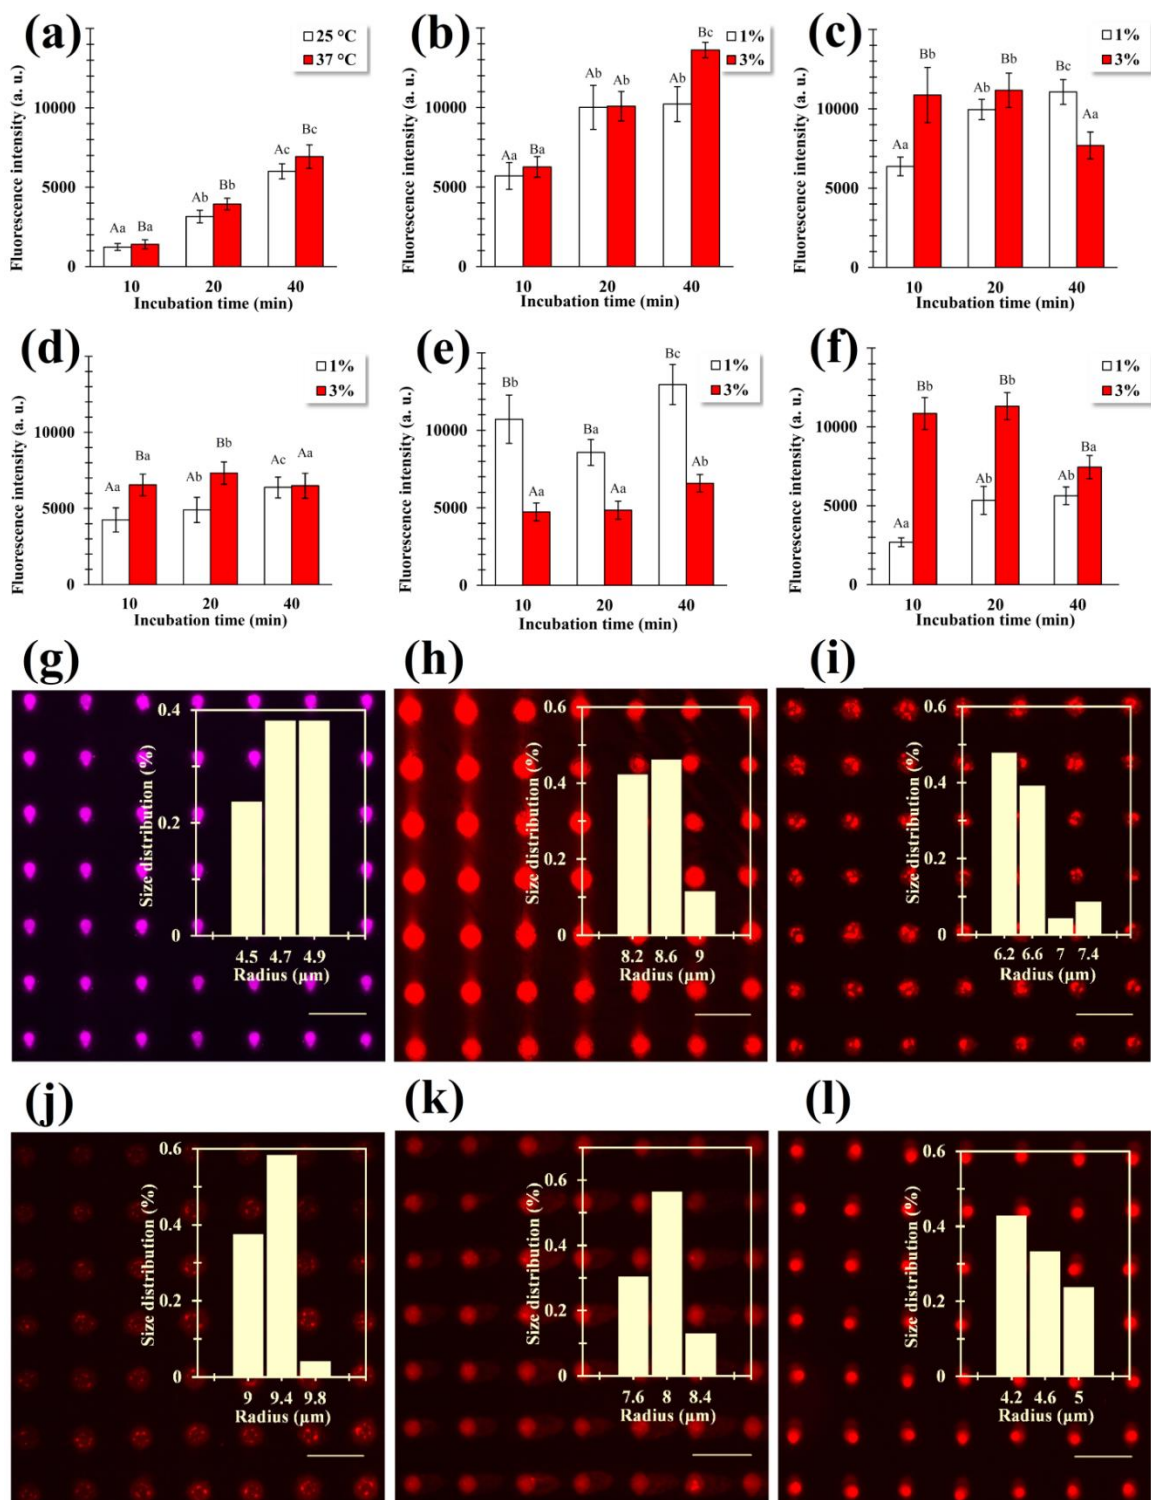 (a)
25 °C
37 °C
Fluorescence intensity (a. u.)
10000
5000
0
Aa Ba Ab Bb Ac Bc
10 20 40
Incubation time (min)
(b)
1%
3%
Fluorescence intensity (a. u.)
10000
5000
0
Aa Ba Ab Ab Ab Bc
10 20 40
Incubation time (min)
(c)
1%
3%
Fluorescence intensity (a. u.)
10000
5000
0
Aa Bb Ab Bb Bc Aa
10 20 40
Incubation time (min)
(d)
1%
3%
Fluorescence intensity (a. u.)
10000
5000
0
Aa Ba Ab Bb Ac Aa
10 20 40
Incubation time (min)
(e)
1%
3%
Fluorescence intensity (a. u.)
10000
5000
0
Bb Aa Ba Aa Bc Ab
10 20 40
Incubation time (min)
(f)
1%
3%
Fluorescence intensity (a. u.)
10000
5000
0
Aa Bb Ab Bb Ab Ba
10 20 40
Incubation time (min)
(g)
Size distribution (%)
0.4
0.2
0
4.5 4.7 4.9
Radius (µm)
(h)
Size distribution (%)
0.6
0.4
0.2
0
8.2 8.6 9
Radius (µm)
(i)
Size distribution (%)
0.6
0.4
0.2
0
6.2 6.6 7 7.4
Radius (µm)
(j)
Size distribution (%)
0.6
0.4
0.2
0
9 9.4 9.8
Radius (µm)
(k)
Size distribution (%)
0.6
0.4
0.2
0
7.6 8 8.4
Radius (µm)
(l)
Size distribution (%)
0.6
0.4
0.2
0
4.2 4.6 5
Radius (µm)